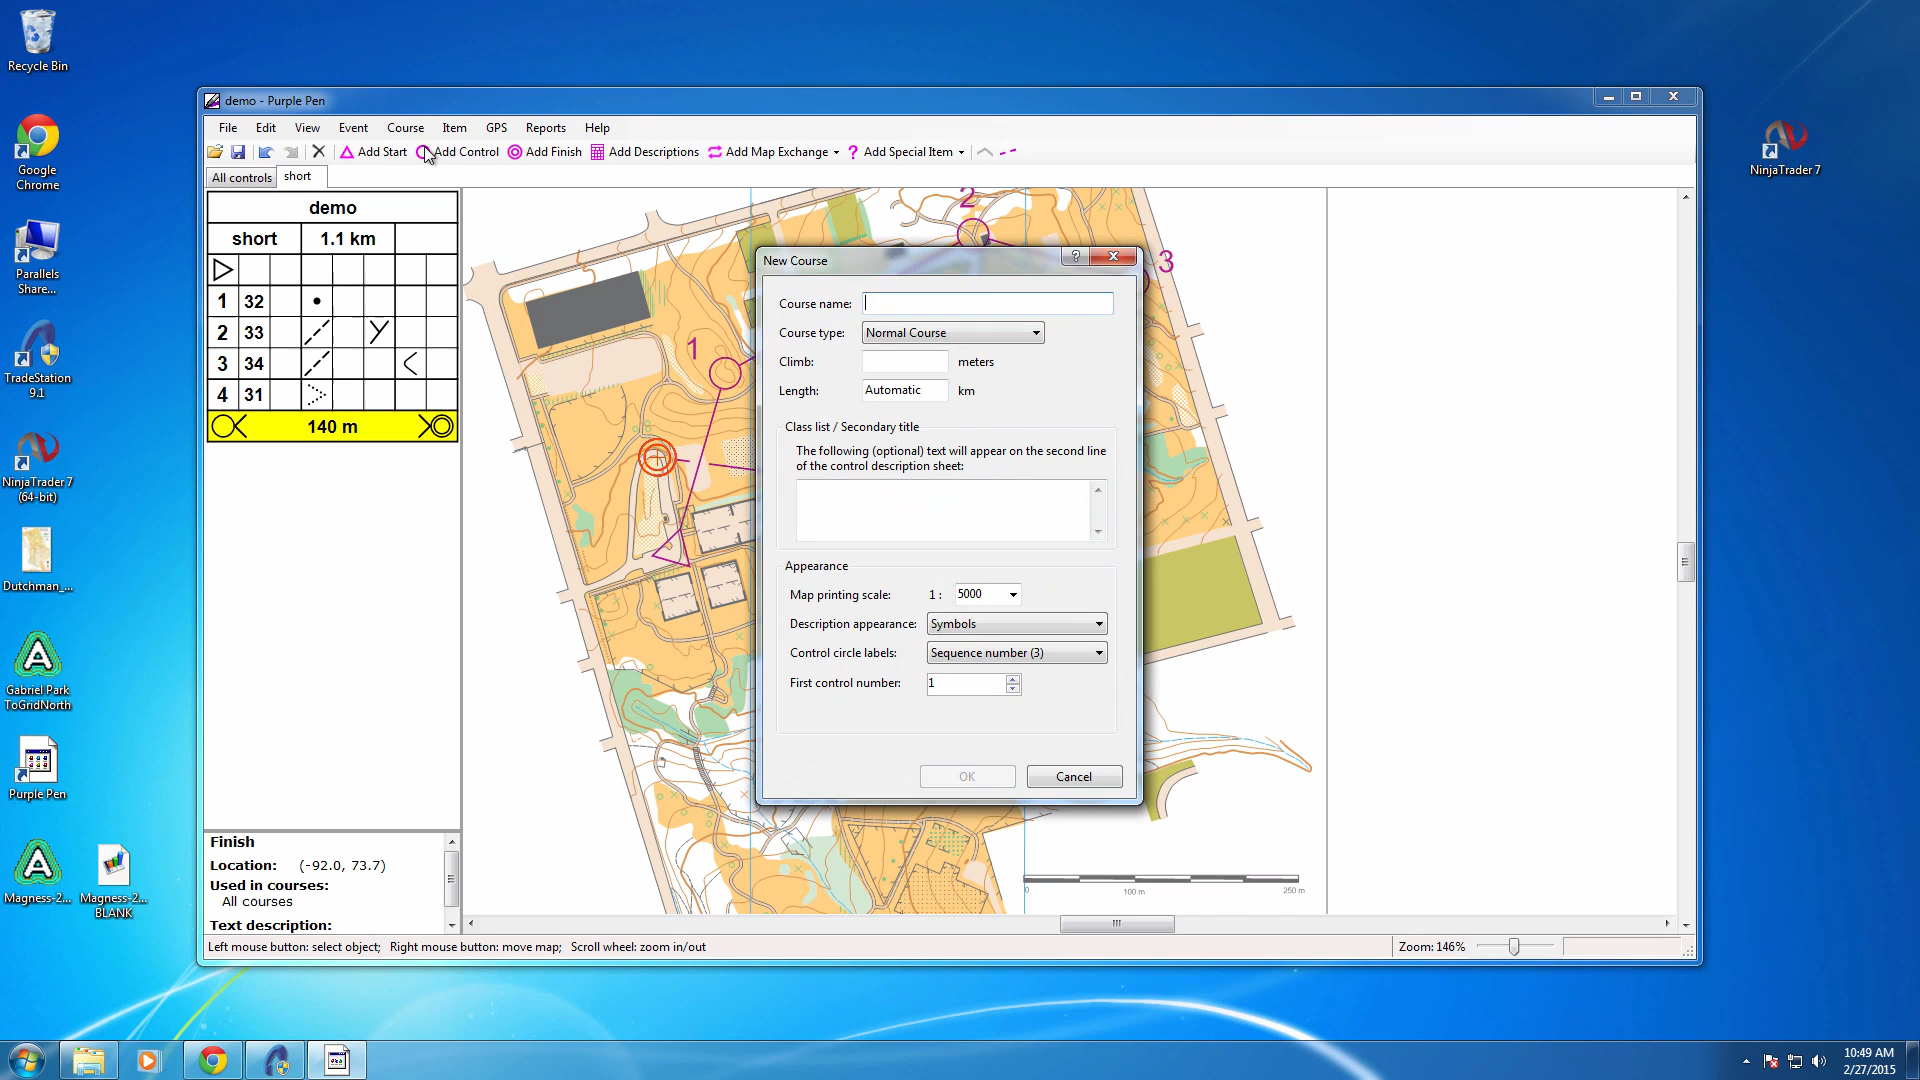 Recycle Bin
Google
Chrome
Parallels
Share...
TradeStation
9.1
NinjaTrader 7
(64-bit)
Dutchman_...
Gabriel Park
ToGridNorth
Purple Pen
Magness-2...
Magness-2...
BLANK
NinjaTrader 7
demo - Purple Pen
File Edit View Event Course Item GPS Reports Help
Add Start Add Control Add Finish Add Descriptions Add Map Exchange ? Add Special Item
All controls short
demo
short 1.1 km
1 32
2 33
3 34
4 31
140 m
1
2
3
New Course
?
Course name:
Course type: Normal Course
Climb: meters
Length: Automatic km
Class list / Secondary title
The following (optional) text will appear on the second line
of the control description sheet:
Appearance
Map printing scale: 1 : 5000
Description appearance: Symbols
Control circle labels: Sequence number (3)
First control number: 1
OK Cancel
0 100 m 250 m
Finish
Location: (-92.0, 73.7)
Used in courses:
All courses
Text description:
Left mouse button: select object; Right mouse button: move map; Scroll wheel: zoom in/out
Zoom: 146%
10:49 AM
2/27/2015